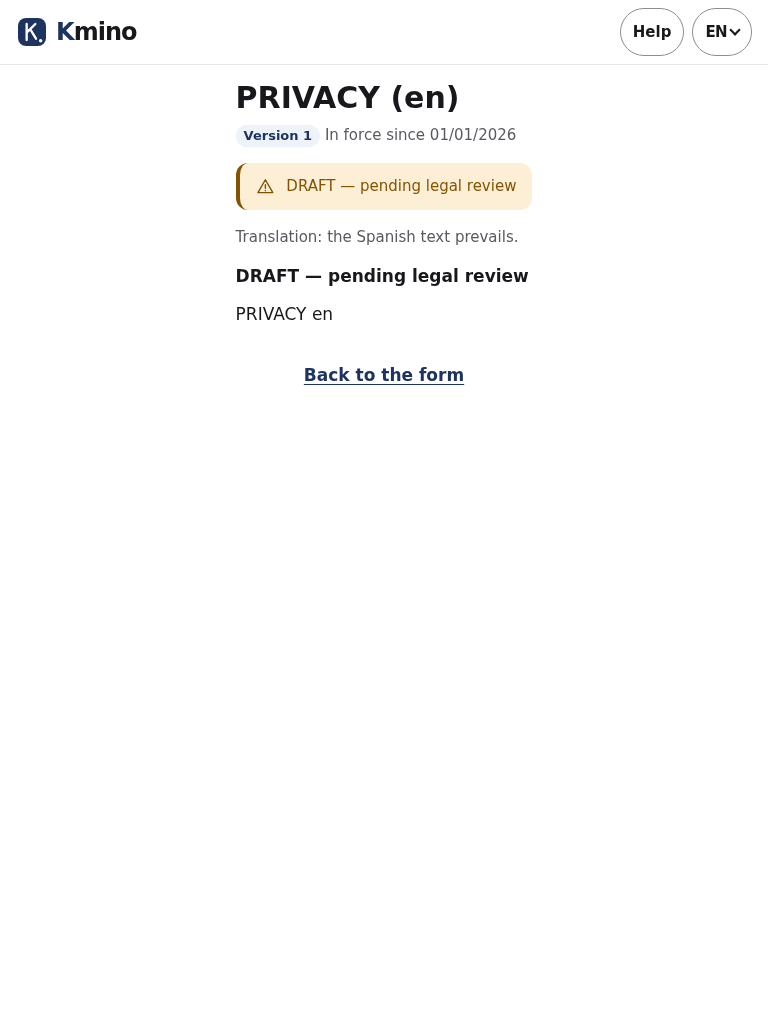 K. Kmino
Help
EN
PRIVACY (en)
Version 1 In force since 01/01/2026
DRAFT — pending legal review
Translation: the Spanish text prevails.
DRAFT — pending legal review
PRIVACY en
Back to the form